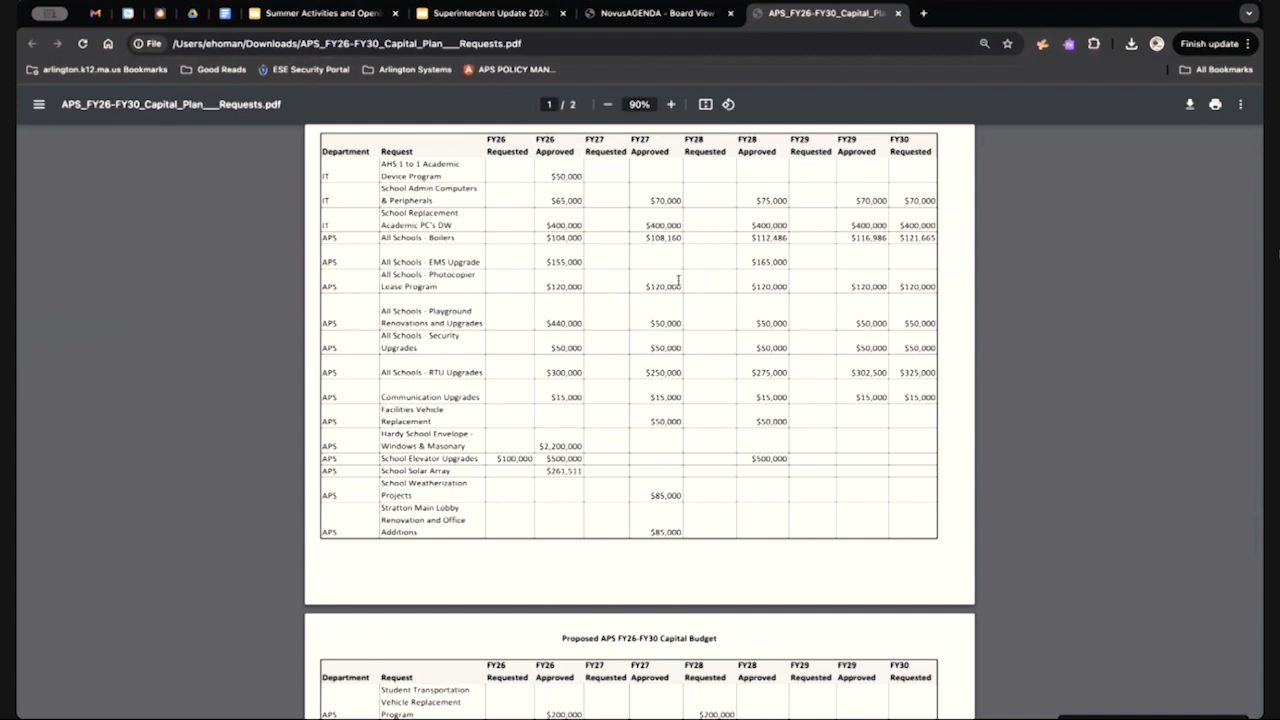 Summer Activities and Open
Superintendent Update 2024
NovusAGENDA - Board View
APS_FY26-FY30_Capital_Pl
File /Users/ehoman/Downloads/APS_FY26-FY30_Capital_Plan___Requests.pdf
Finish update
arlington.k12.ma.us Bookmarks Good Reads ESE Security Portal Arlington Systems APS POLICY MAN...
All Bookmarks
APS_FY26-FY30_Capital_Plan___Requests.pdf 1 / 2 90%
FY26 FY26 FY27 FY27 FY28 FY28 FY29 FY29 FY30
Department Request Requested Approved Requested Approved Requested Approved Requested Approved Requested
AHS 1 to 1 Academic
IT Device Program $50,000
School Admin Computers
IT & Peripherals $65,000 $70,000 $75,000 $70,000 $70,000
School Replacement
IT Academic PC's DW $400,000 $400,000 $400,000 $400,000 $400,000
APS All Schools - Boilers $104,000 $108,160 $112,486 $116,986 $121,665
APS All Schools - EMS Upgrade $155,000 $165,000
All Schools - Photocopier
APS Lease Program $120,000 $120,000 $120,000 $120,000 $120,000
All Schools - Playground
APS Renovations and Upgrades $440,000 $50,000 $50,000 $50,000 $50,000
All Schools - Security
APS Upgrades $50,000 $50,000 $50,000 $50,000 $50,000
APS All Schools - RTU Upgrades $300,000 $250,000 $275,000 $302,500 $325,000
APS Communication Upgrades $15,000 $15,000 $15,000 $15,000 $15,000
Facilities Vehicle
APS Replacement $50,000 $50,000
Hardy School Envelope -
APS Windows & Masonary $2,200,000
APS School Elevator Upgrades $100,000 $500,000 $500,000
APS School Solar Array $261,511
School Weatherization
APS Projects $85,000
Stratton Main Lobby
Renovation and Office
APS Additions $85,000
Proposed APS FY26-FY30 Capital Budget
FY26 FY26 FY27 FY27 FY28 FY28 FY29 FY29 FY30
Department Request Requested Approved Requested Approved Requested Approved Requested Approved Requested
Student Transportation
Vehicle Replacement
APS Program $200,000 $200,000